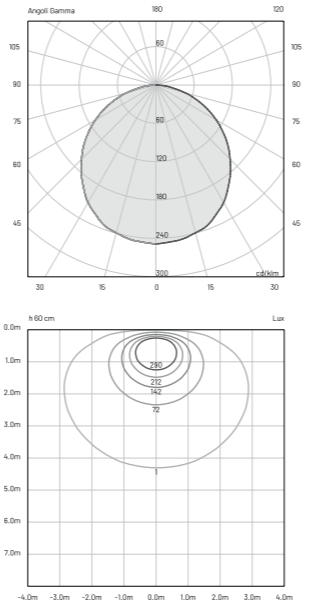 Angoli Gamma 180 120
60
105 105
90 90
60
75 75
120
60 60
180
45 45
240
cd/klm
300
30 15 0 15 30
h 60 cm Lux
0.0m
1.0m
290
212
2.0m
142
72
3.0m
4.0m
1
5.0m
6.0m
7.0m
-4.0m -3.0m -2.0m -1.0m 0.0m 1.0m 2.0m 3.0m 4.0m